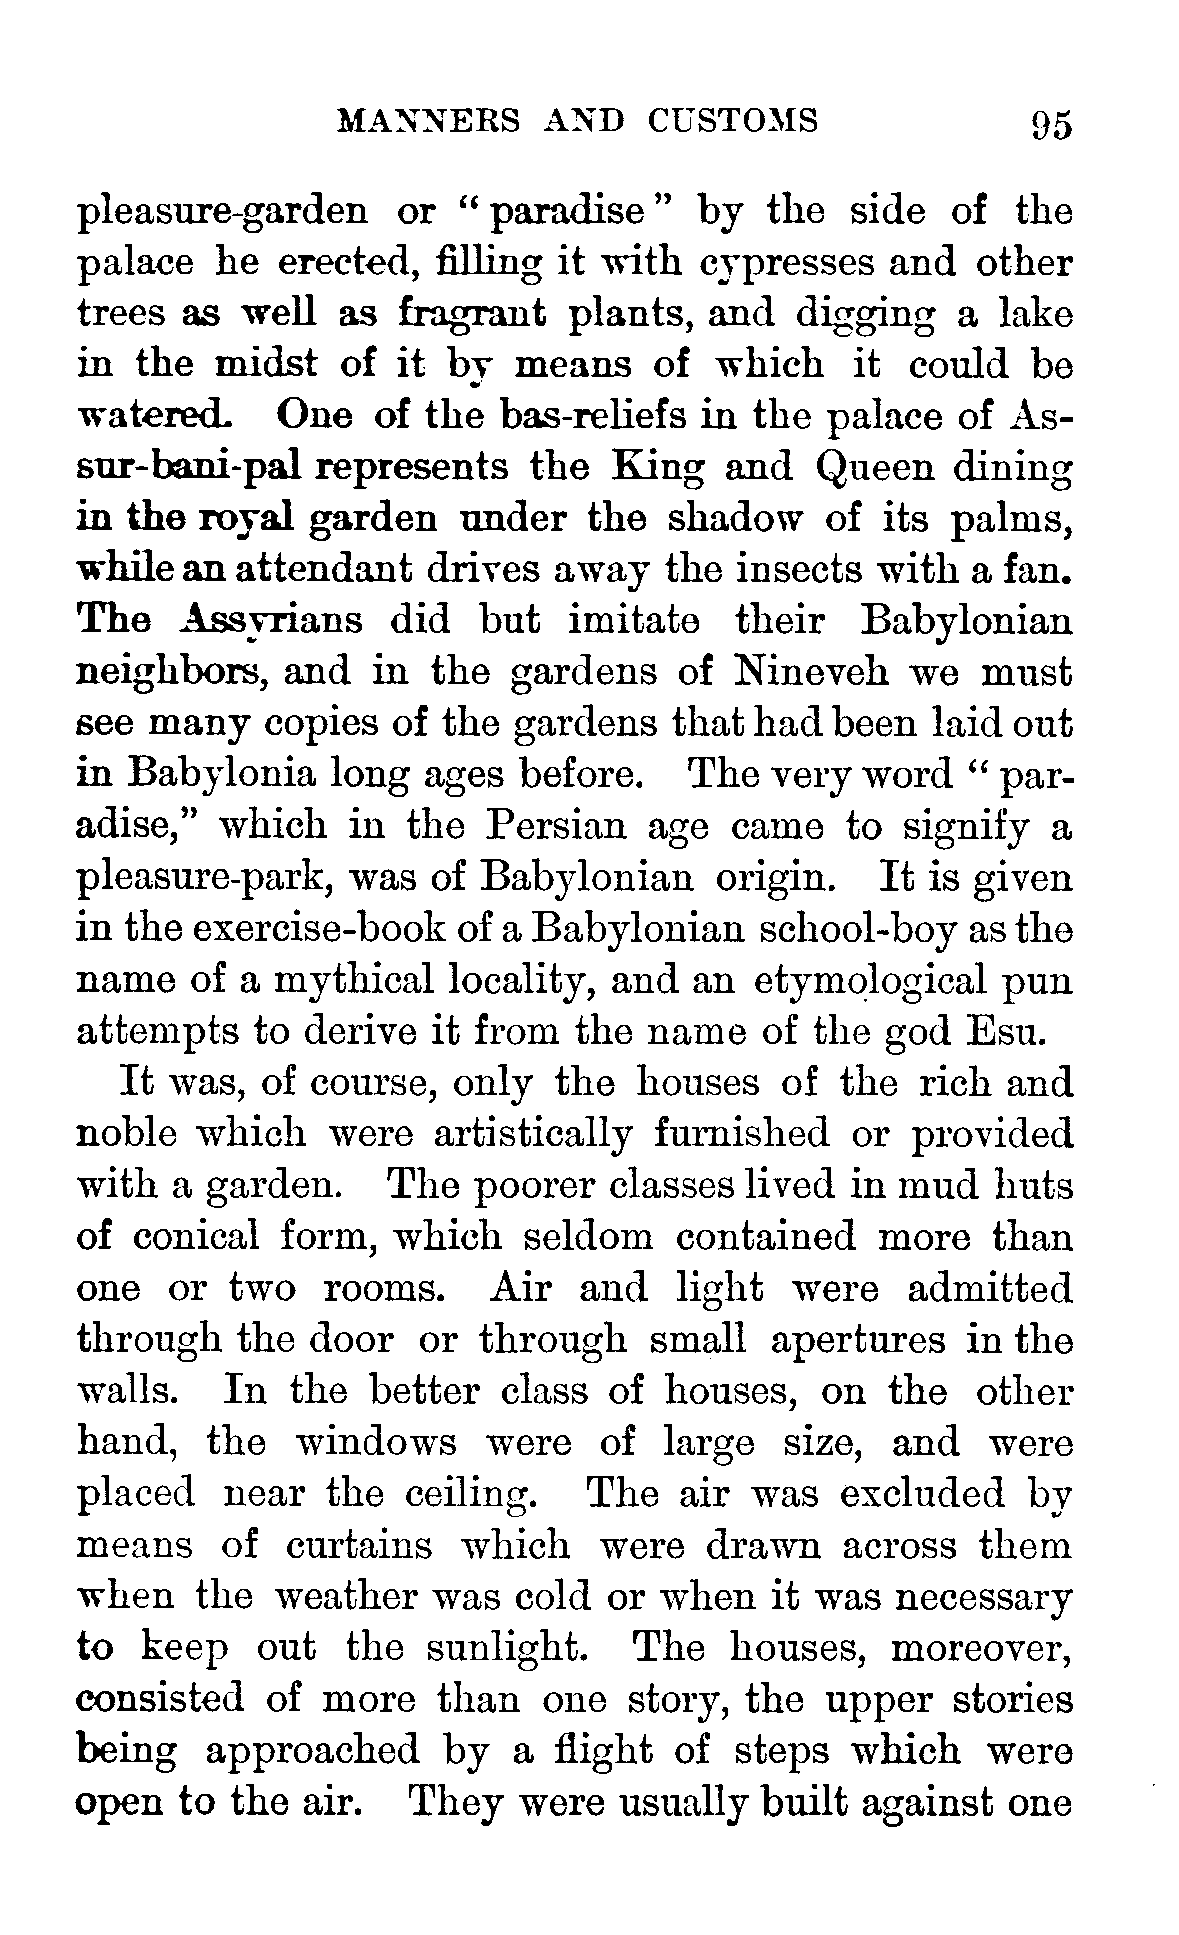 MANNERS AND CUSTOMS 95
pleasure-garden or “ paradise ” by the side of the
palace he erected, filling it with cypresses and other
trees as well as fragrant plants, and digging a lake
in the midst of it by means of which it could be
watered. One of the bas-reliefs in the palace of As-
sur-bani-pal represents the King and Queen dining
in the royal garden under the shadow of its palms,
while an attendant drives away the insects with a fan.
The Assyrians did but imitate their Babylonian
neighbors, and in the gardens of Nineveh we must
see many copies of the gardens that had been laid out
in Babylonia long ages before. The very word “ par-
adise,” which in the Persian age came to signify a
pleasure-park, was of Babylonian origin. It is given
in the exercise-book of a Babylonian school-boy as the
name of a mythical locality, and an etymological pun
attempts to derive it from the name of the god Esu.
It was, of course, only the houses of the rich and
noble which were artistically furnished or provided
with a garden. The poorer classes lived in mud huts
of conical form, which seldom contained more than
one or two rooms. Air and light were admitted
through the door or through small apertures in the
walls. In the better class of houses, on the other
hand, the windows were of large size, and were
placed near the ceiling. The air was excluded by
means of curtains which were drawn across them
when the weather was cold or when it was necessary
to keep out the sunlight. The houses, moreover,
consisted of more than one story, the upper stories
being approached by a flight of steps which were
open to the air. They were usually built against one